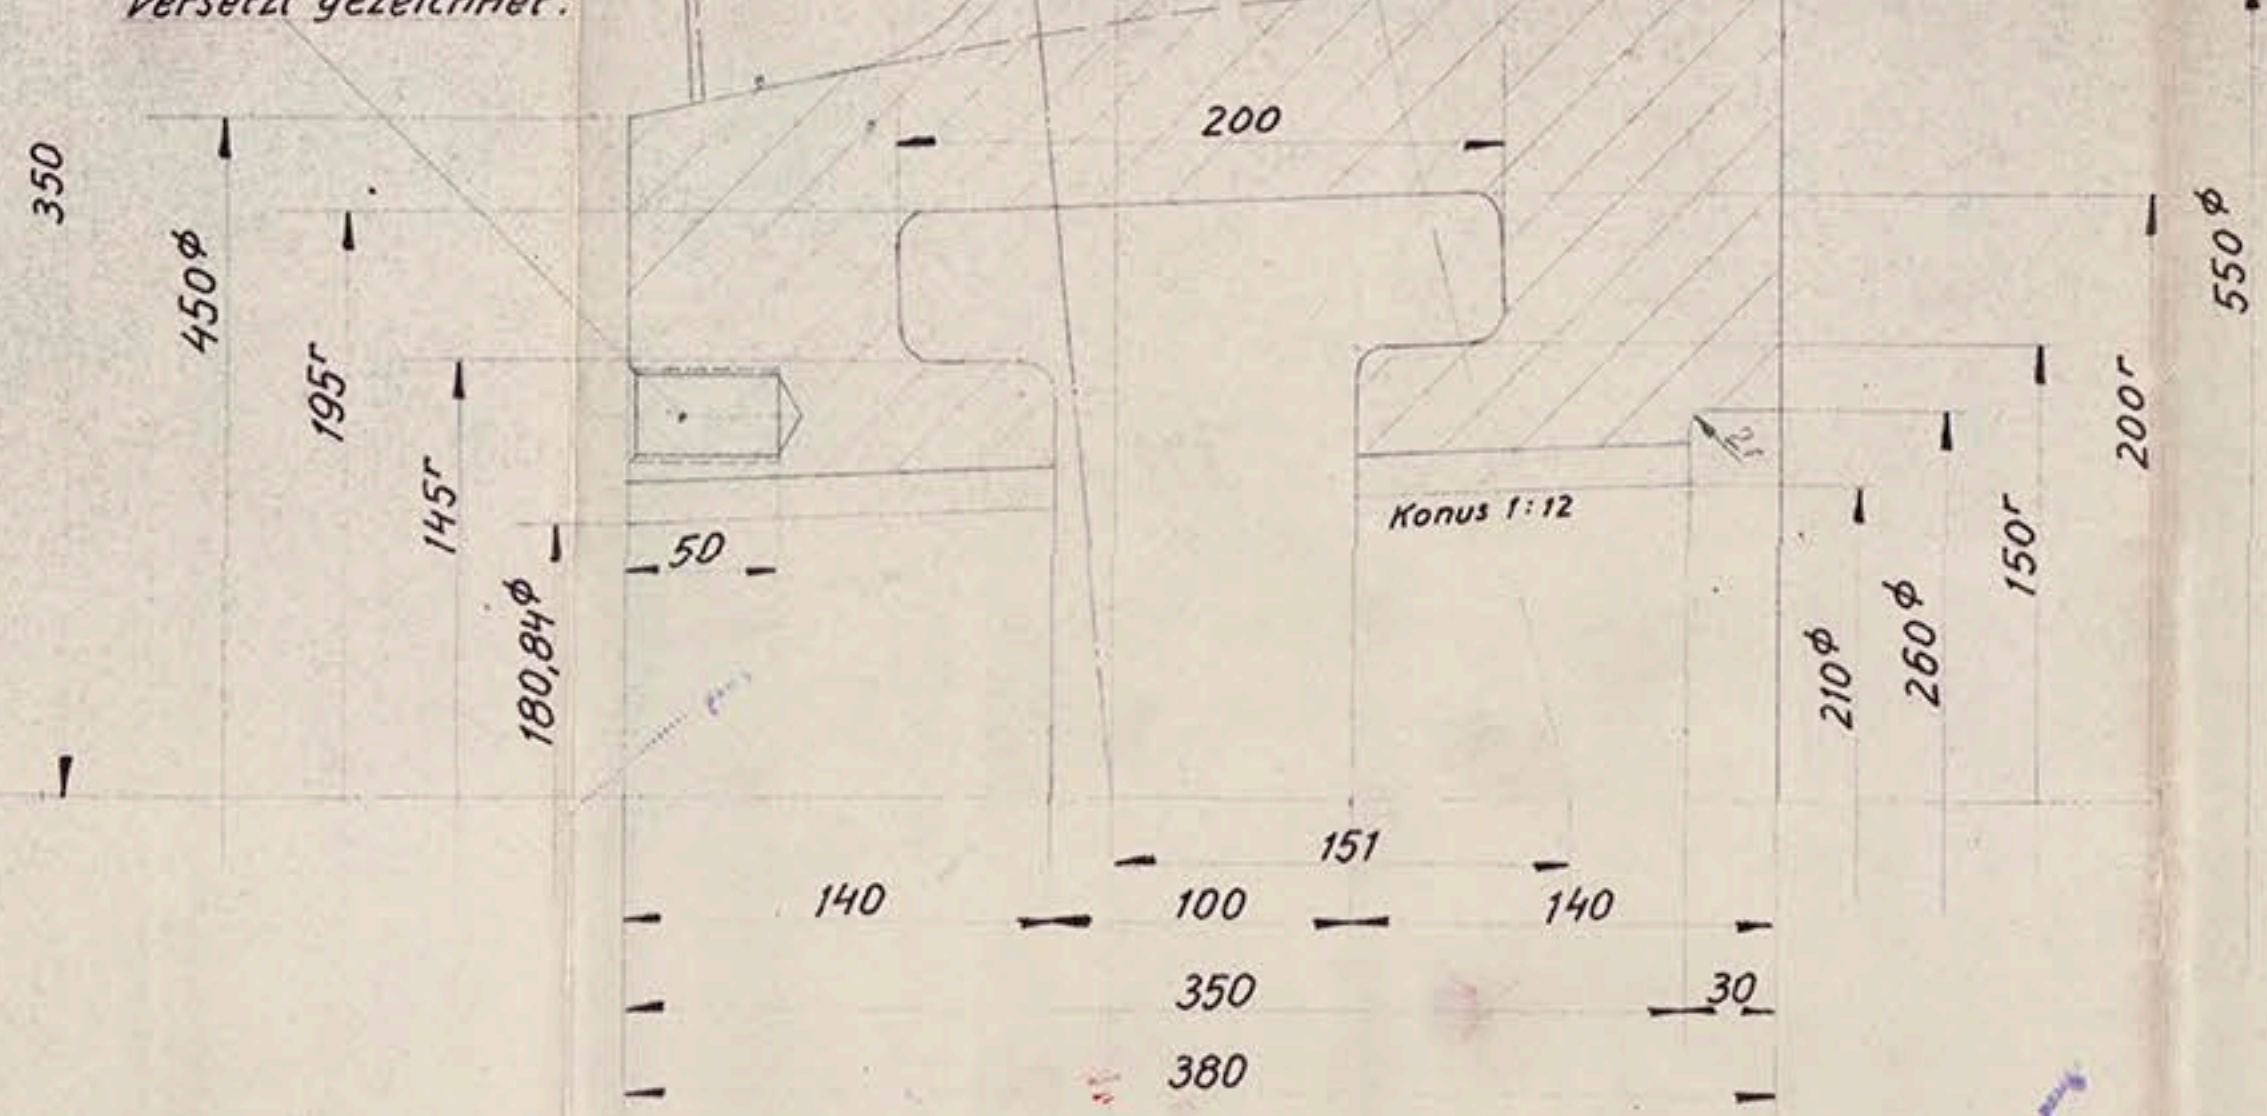 versetzt gezeichnet.
200
350
450ϕ
195r
145r
180,84ϕ
50
Konus 1:12
2r
210ϕ
260ϕ
150r
200r
550ϕ
151
140
100
140
350
30
380